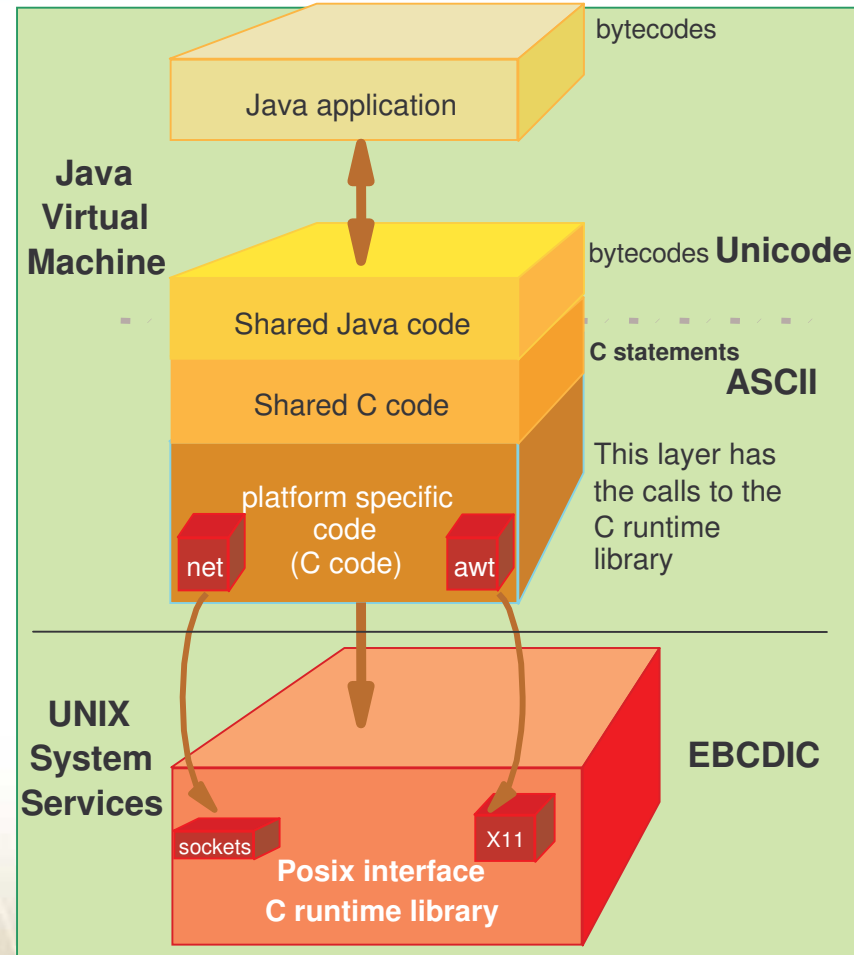 bytecodes
Java application
Java
Virtual
Machine
bytecodes Unicode
Shared Java code
C statements
ASCII
Shared C code
This layer has
the calls to the
C runtime
library
platform specific
code
(C code)
net
awt
UNIX
System
Services
EBCDIC
sockets
X11
Posix interface
C runtime library